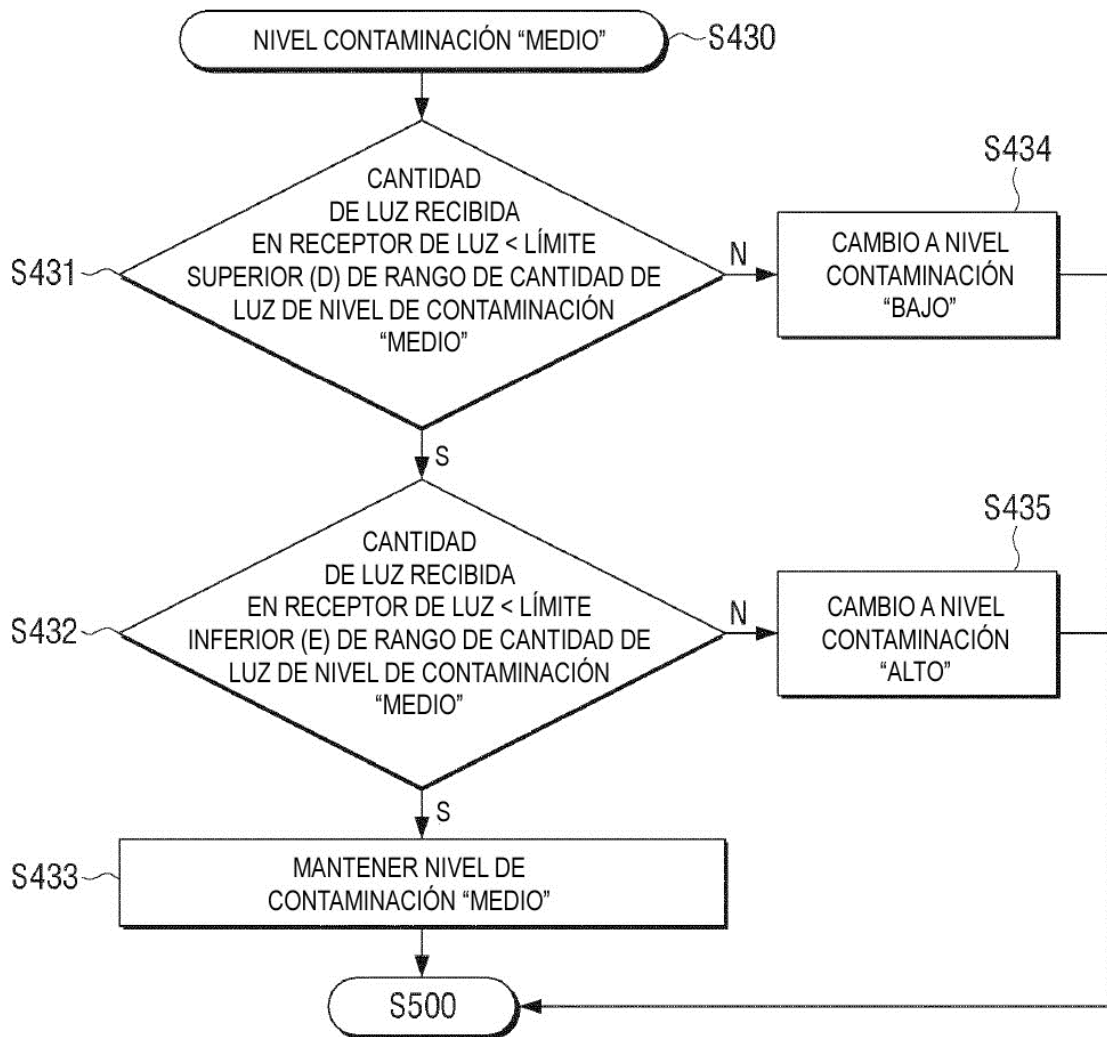 NIVEL CONTAMINACIÓN “MEDIO”
S430
CANTIDAD
DE LUZ RECIBIDA
EN RECEPTOR DE LUZ < LÍMITE
SUPERIOR (D) DE RANGO DE CANTIDAD DE
LUZ DE NIVEL DE CONTAMINACIÓN
“MEDIO”
S431
N
S434
CAMBIO A NIVEL
CONTAMINACIÓN
“BAJO”
S
CANTIDAD
DE LUZ RECIBIDA
EN RECEPTOR DE LUZ < LÍMITE
INFERIOR (E) DE RANGO DE CANTIDAD DE
LUZ DE NIVEL DE CONTAMINACIÓN
“MEDIO”
S432
N
S435
CAMBIO A NIVEL
CONTAMINACIÓN
“ALTO”
S
S433
MANTENER NIVEL DE
CONTAMINACIÓN “MEDIO”
S500